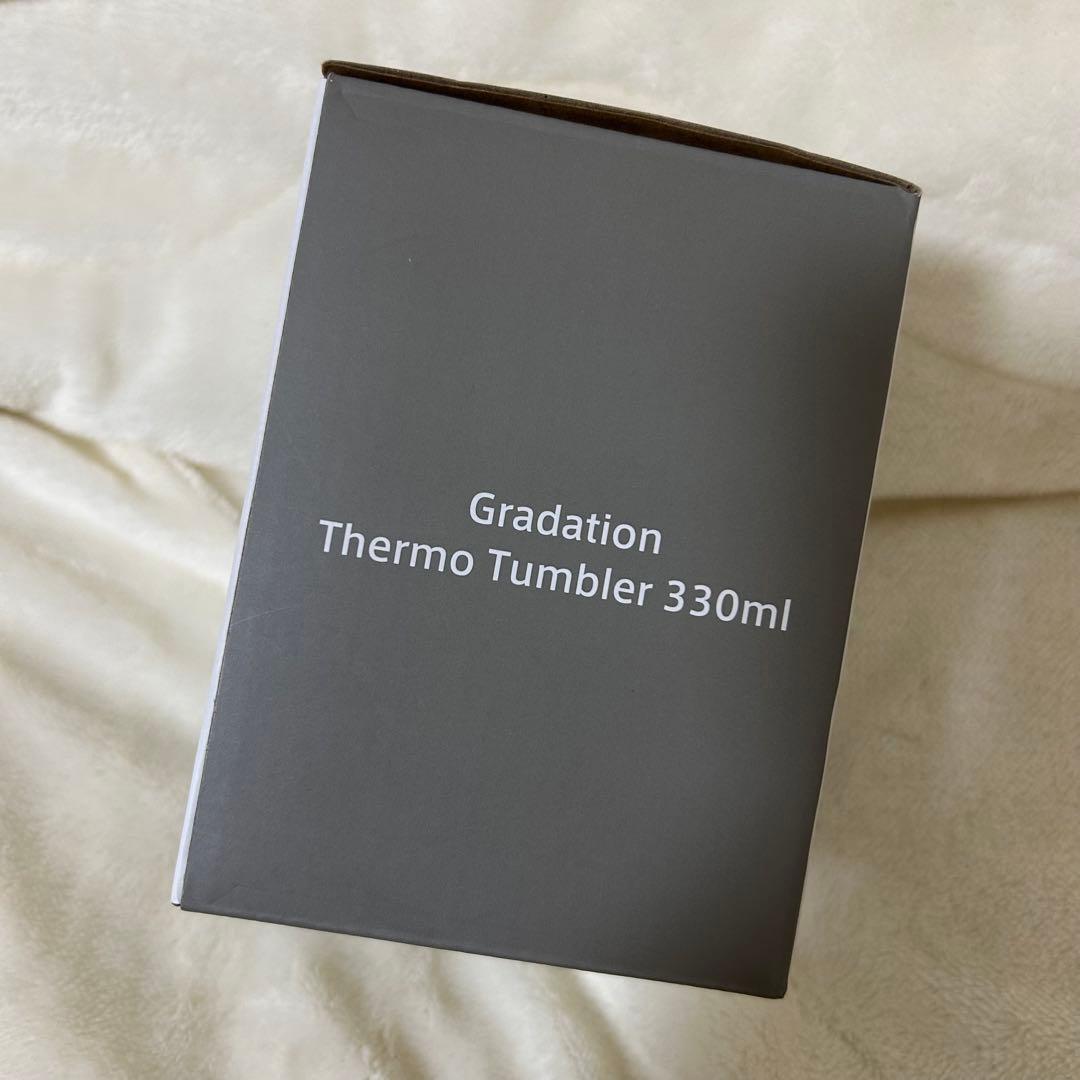 Gradation
Thermo Tumbler 330ml